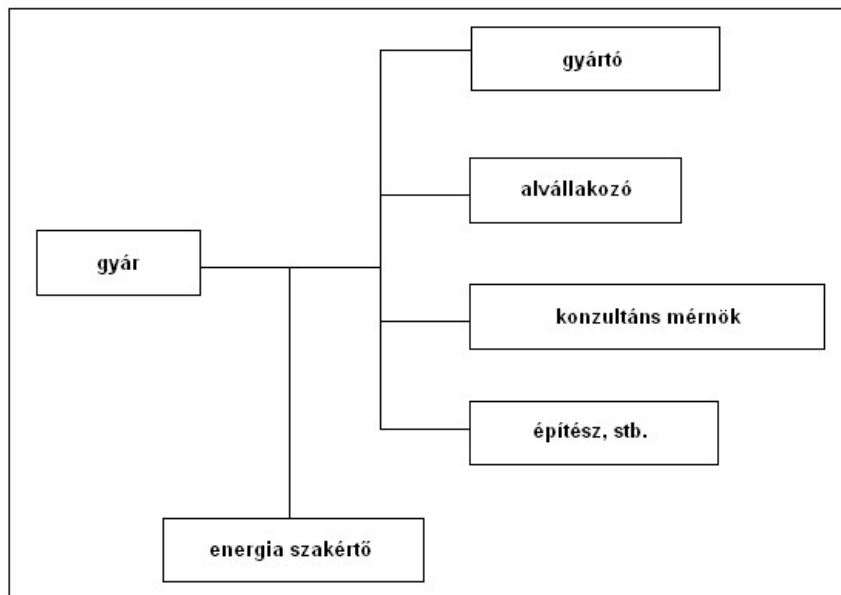 gyártó
alvállakozó
gyár
konzultáns mérnök
építész, stb.
energia szakértő